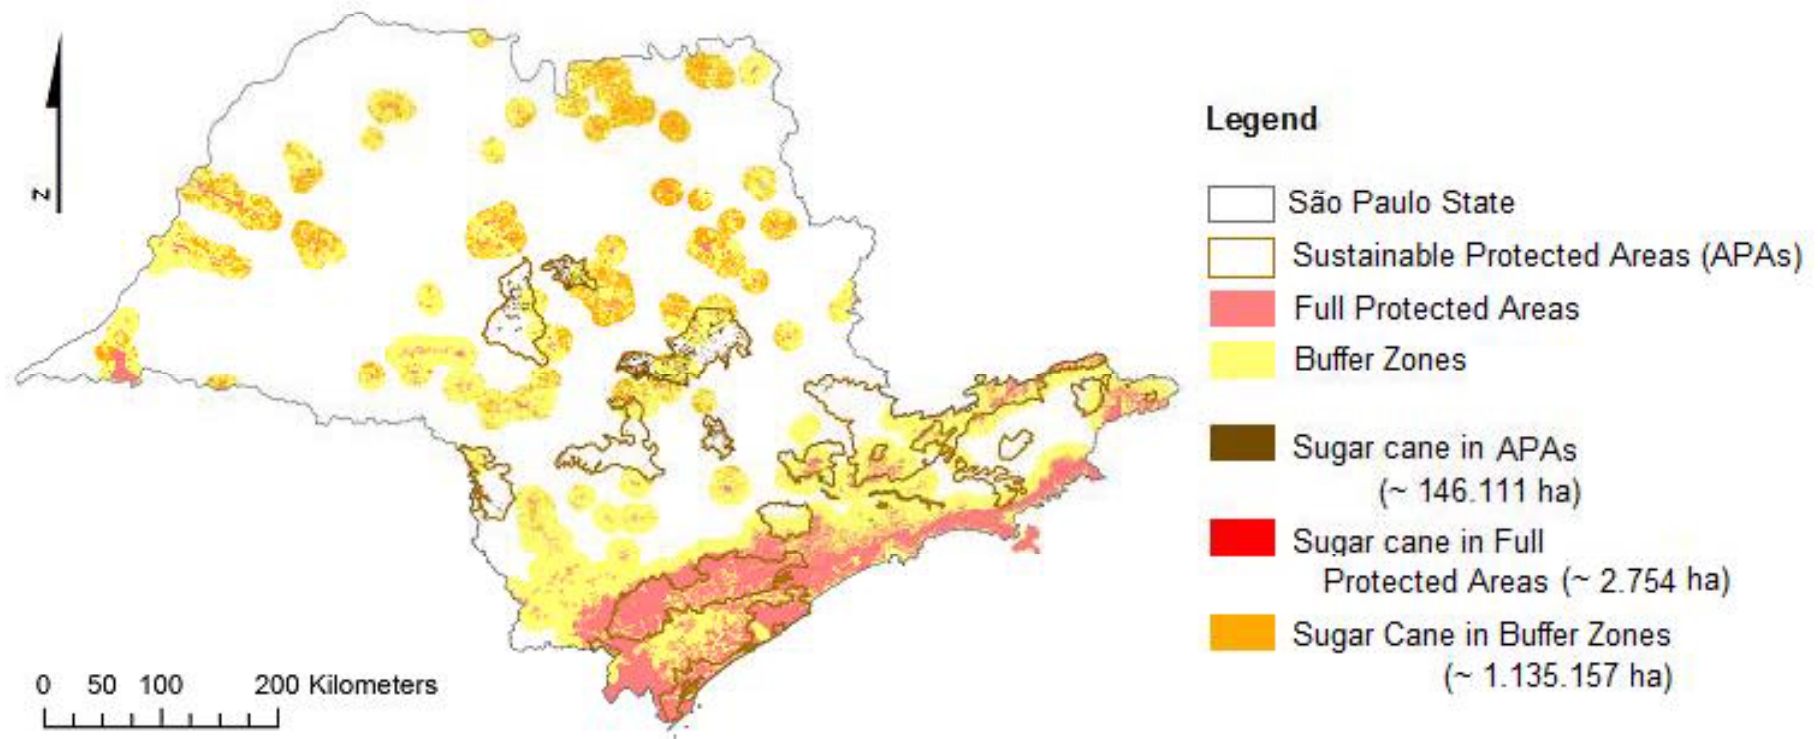 Z
Legend
São Paulo State
Sustainable Protected Areas (APAs)
Full Protected Areas
Buffer Zones
Sugar cane in APAs
(~ 146.111 ha)
Sugar cane in Full
Protected Areas (~ 2.754 ha)
Sugar Cane in Buffer Zones
(~ 1.135.157 ha)
0 50 100 200 Kilometers